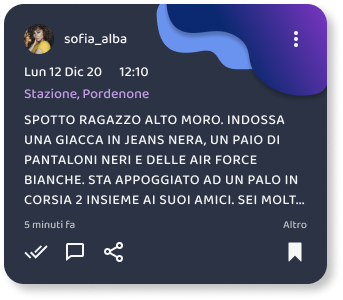 sofia_alba
Lun 12 Dic 20 12:10
Stazione, Pordenone
SPOTTO RAGAZZO ALTO MORO. INDOSSA
UNA GIACCA IN JEANS NERA, UN PAIO DI
PANTALONI NERI E DELLE AIR FORCE
BIANCHE. STA APPOGGIATO AD UN PALO IN
CORSIA 2 INSIEME AI SUOI AMICI. SEI MOLT...
5 minuti fa Altro